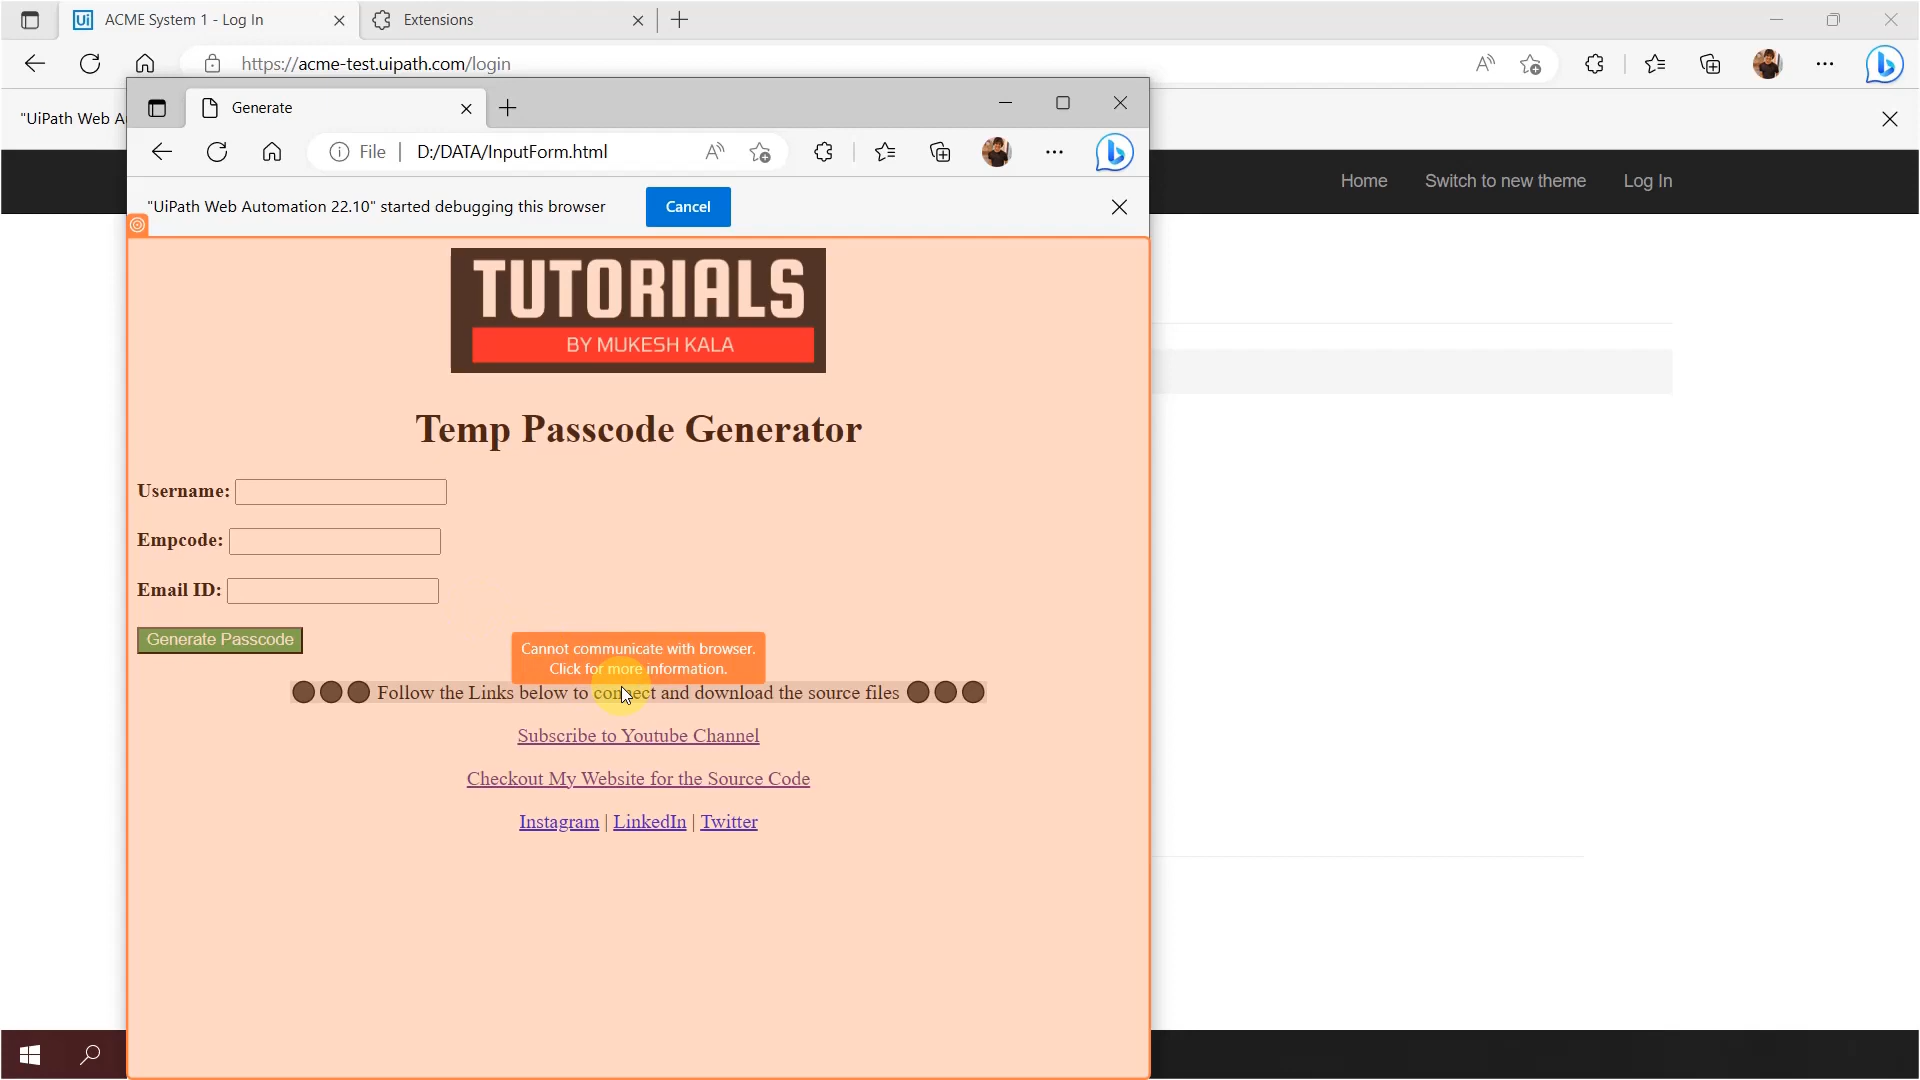 ACME System 1 - Log In
Extensions
https://acme-test.uipath.com/login
"UiPath Web A
Generate
File
D:/DATA/InputForm.html
"UiPath Web Automation 22.10" started debugging this browser
Cancel
Home
Switch to new theme
Log In
TUTORIALS
BY MUKESH KALA
Temp Passcode Generator
Username:
Empcode:
Email ID:
Generate Passcode
Cannot communicate with browser.
Click for more information.
Follow the Links below to connect and download the source files
Subscribe to Youtube Channel
Checkout My Website for the Source Code
Instagram | LinkedIn | Twitter